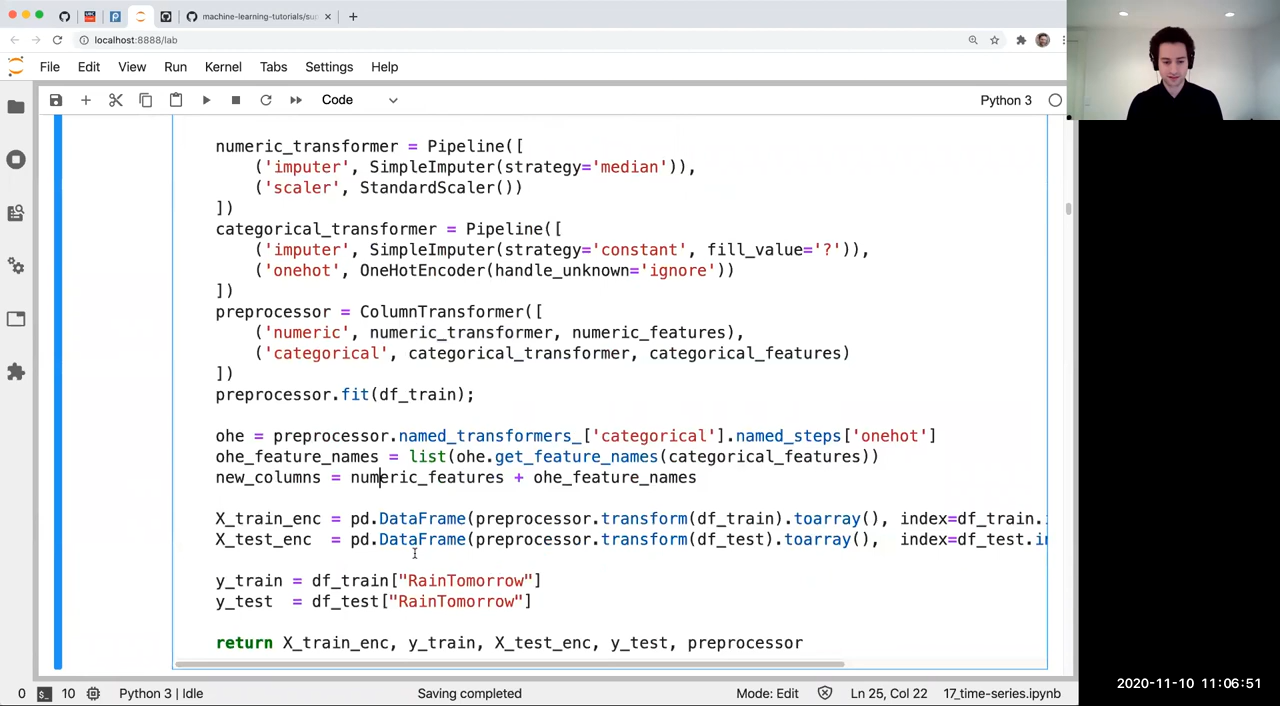 machine-learning-tutorials/su
localhost:8888/lab
File Edit View Run Kernel Tabs Settings Help
Code
Python 3
numeric_transformer = Pipeline([
('imputer', SimpleImputer(strategy='median')),
('scaler', StandardScaler())
])
categorical_transformer = Pipeline([
('imputer', SimpleImputer(strategy='constant', fill_value='?')),
('onehot', OneHotEncoder(handle_unknown='ignore'))
])
preprocessor = ColumnTransformer([
('numeric', numeric_transformer, numeric_features),
('categorical', categorical_transformer, categorical_features)
])
preprocessor.fit(df_train);
ohe = preprocessor.named_transformers_['categorical'].named_steps['onehot']
ohe_feature_names = list(ohe.get_feature_names(categorical_features))
new_columns = numeric_features + ohe_feature_names
X_train_enc = pd.DataFrame(preprocessor.transform(df_train).toarray(), index=df_train.
X_test_enc = pd.DataFrame(preprocessor.transform(df_test).toarray(), index=df_test.in
y_train = df_train["RainTomorrow"]
y_test = df_test["RainTomorrow"]
return X_train_enc, y_train, X_test_enc, y_test, preprocessor
0 10 Python 3 | Idle Saving completed Mode: Edit Ln 25, Col 22 17_time-series.ipynb
2020-11-10 11:06:51